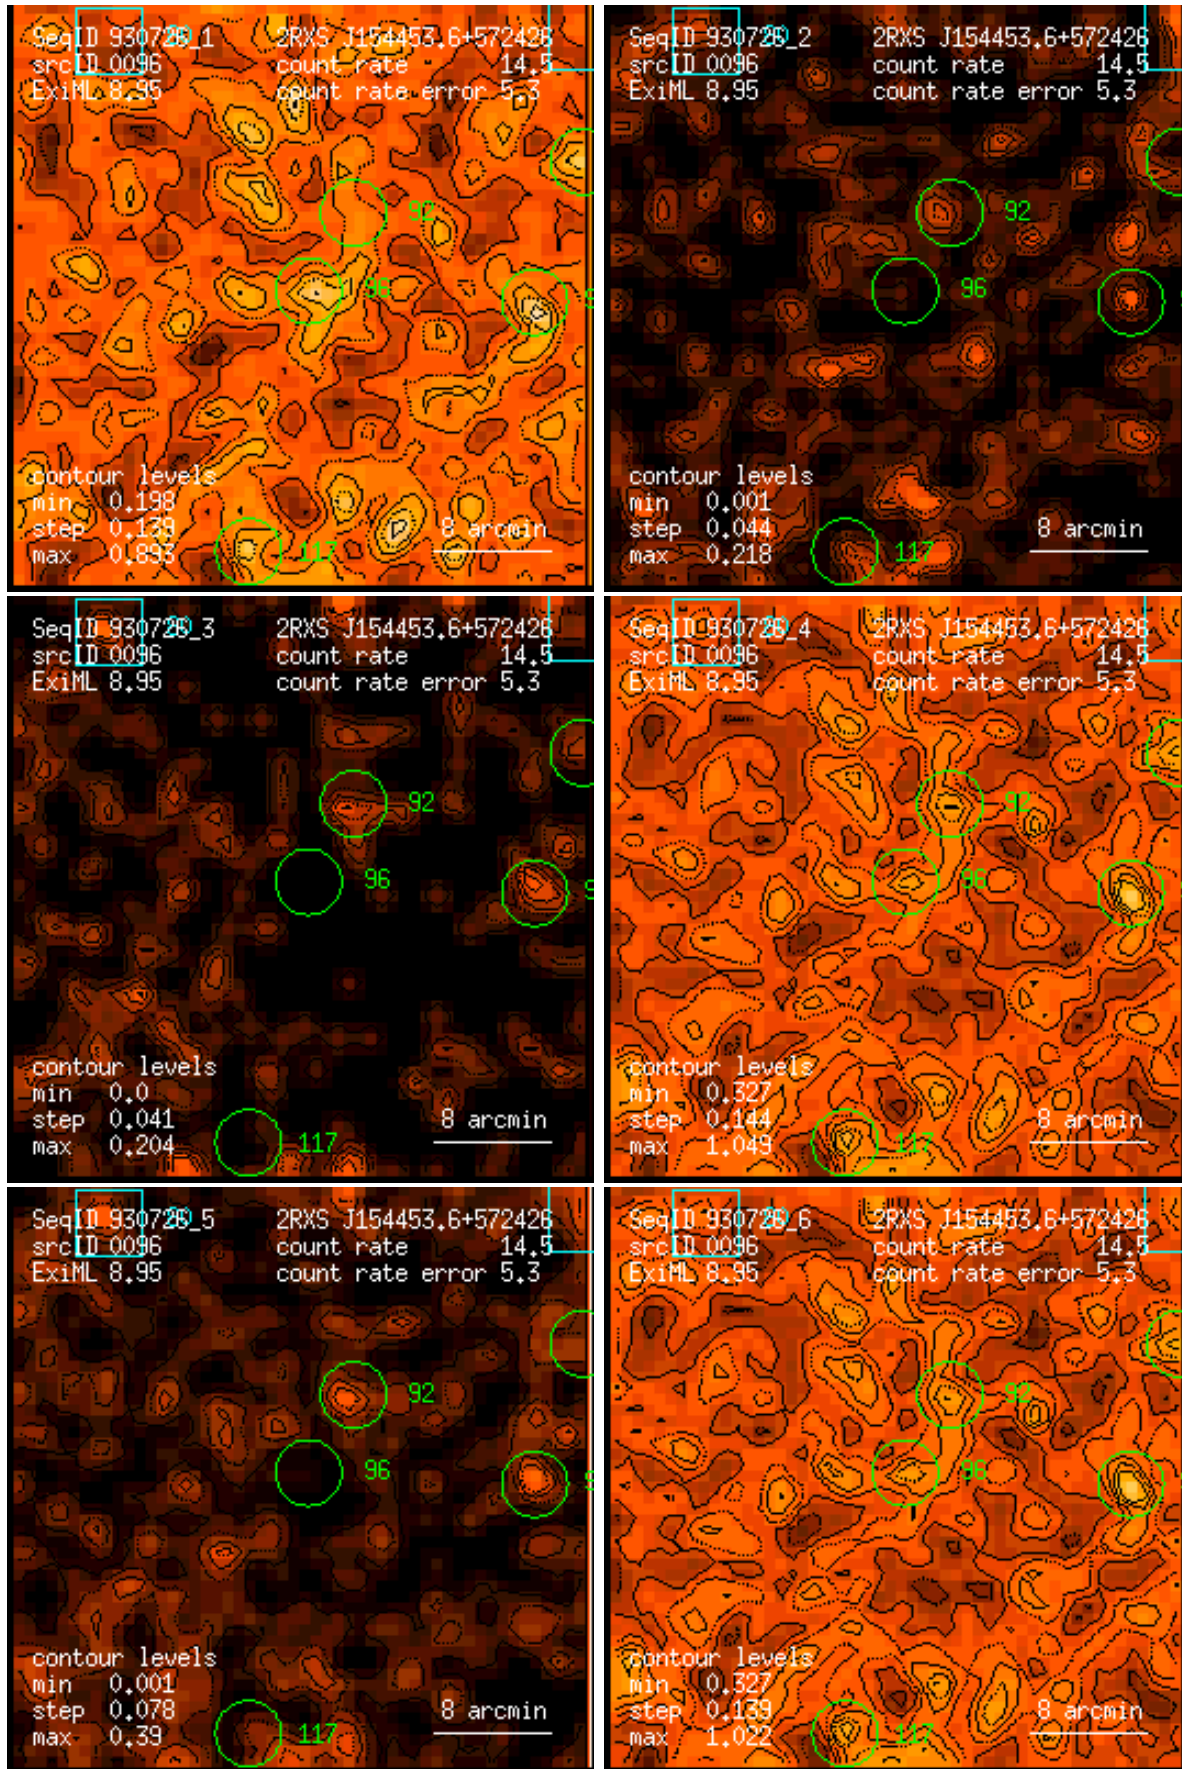 SeqID 930726_1 2RXS J154453.6+572426
srcID 0096 count rate 14.5
ExiML 8.95 count rate error 5.3
92
96
contour levels
min 0.198
step 0.139
max 0.893
8 arcmin
117
SeqID 930726_2 2RXS J154453.6+572426
srcID 0096 count rate 14.5
ExiML 8.95 count rate error 5.3
92
96
contour levels
min 0.001
step 0.044
max 0.218
8 arcmin
117
SeqID 930726_3 2RXS J154453.6+572426
srcID 0096 count rate 14.5
ExiML 8.95 count rate error 5.3
92
96
contour levels
min 0.0
step 0.041
max 0.204
8 arcmin
117
SeqID 930726_4 2RXS J154453.6+572426
srcID 0096 count rate 14.5
ExiML 8.95 count rate error 5.3
92
96
contour levels
min 0.327
step 0.144
max 1.049
8 arcmin
117
SeqID 930726_5 2RXS J154453.6+572426
srcID 0096 count rate 14.5
ExiML 8.95 count rate error 5.3
92
96
contour levels
min 0.001
step 0.078
max 0.39
8 arcmin
117
SeqID 930726_6 2RXS J154453.6+572426
srcID 0096 count rate 14.5
ExiML 8.95 count rate error 5.3
92
96
contour levels
min 0.327
step 0.139
max 1.022
8 arcmin
117